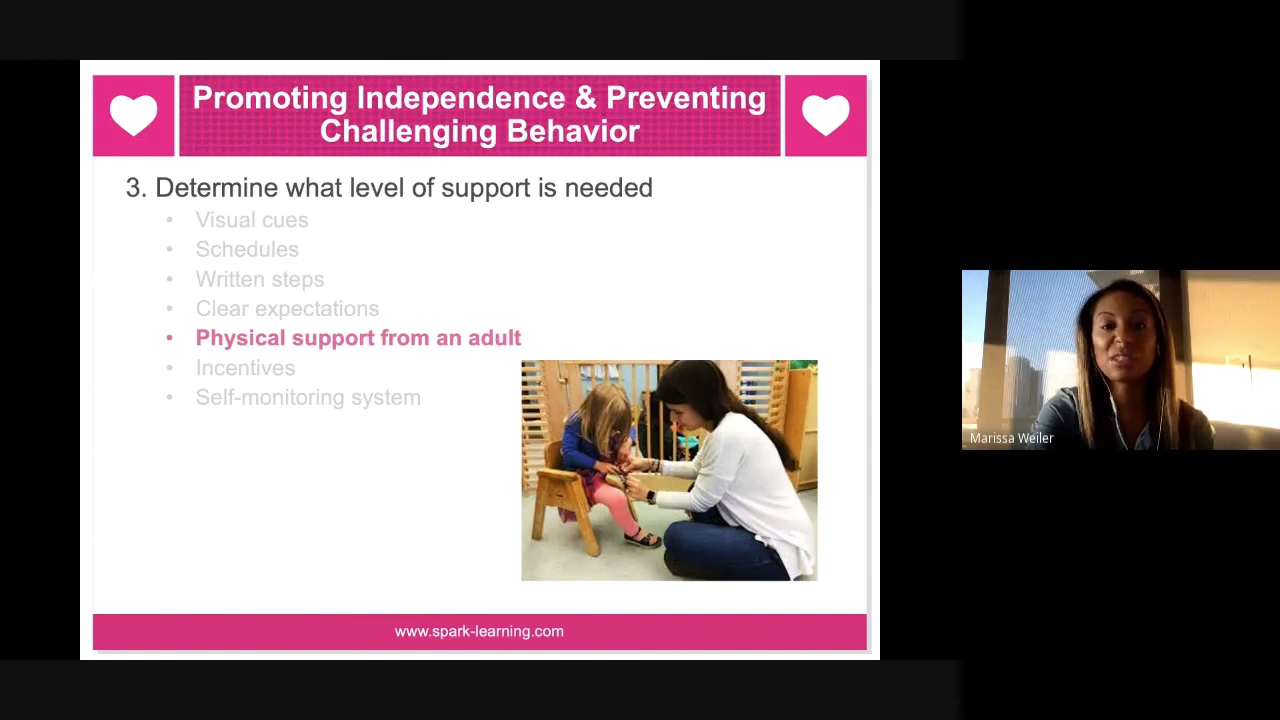 Promoting Independence & Preventing
Challenging Behavior
3. Determine what level of support is needed
• Visual cues
• Schedules
• Written steps
• Clear expectations
• Physical support from an adult
• Incentives
• Self-monitoring system
www.spark-learning.com
Marissa Weiler